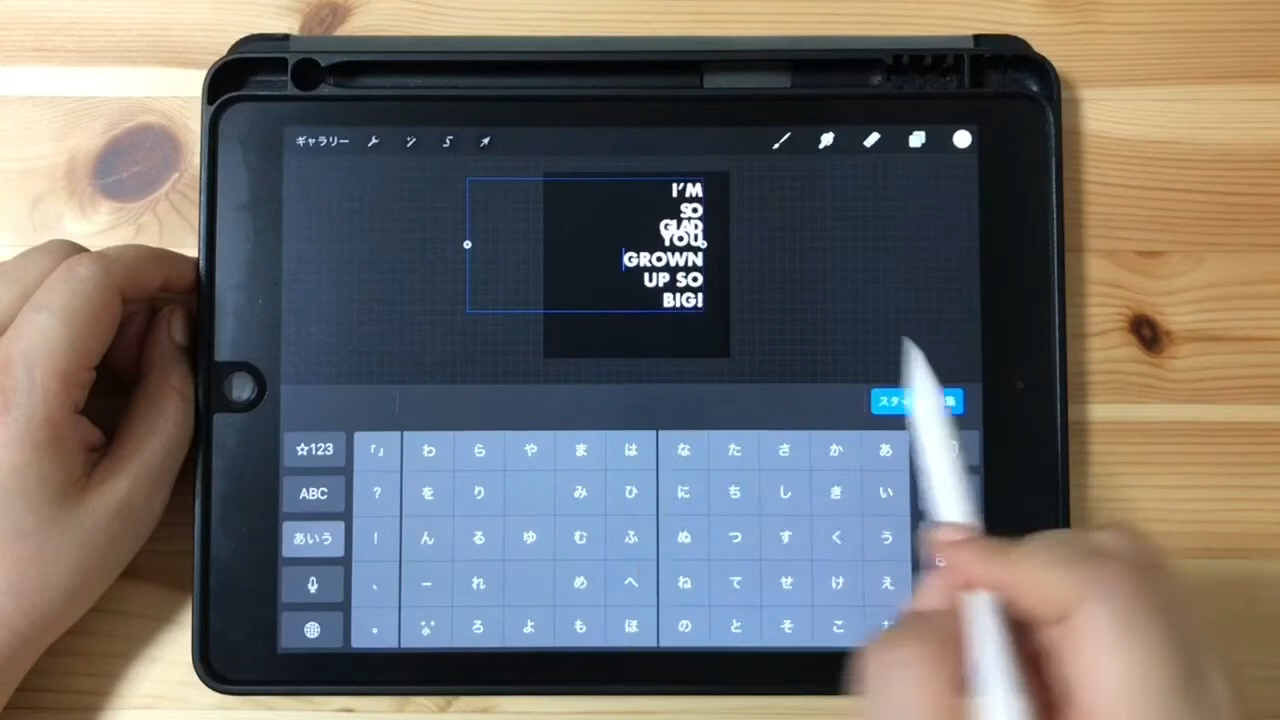 ギャラリー
I'M
SO
GLAD
YOU
GROWN
UP SO
BIG!
☆123 「」 わ ら や ま は な た さ か あ
ABC ? を り み ひ に ち し き い
あいう ! ん る ゆ む ふ ぬ つ す く う
、 ー れ め へ ね て せ け え
。 ろ よ も ほ の と そ こ